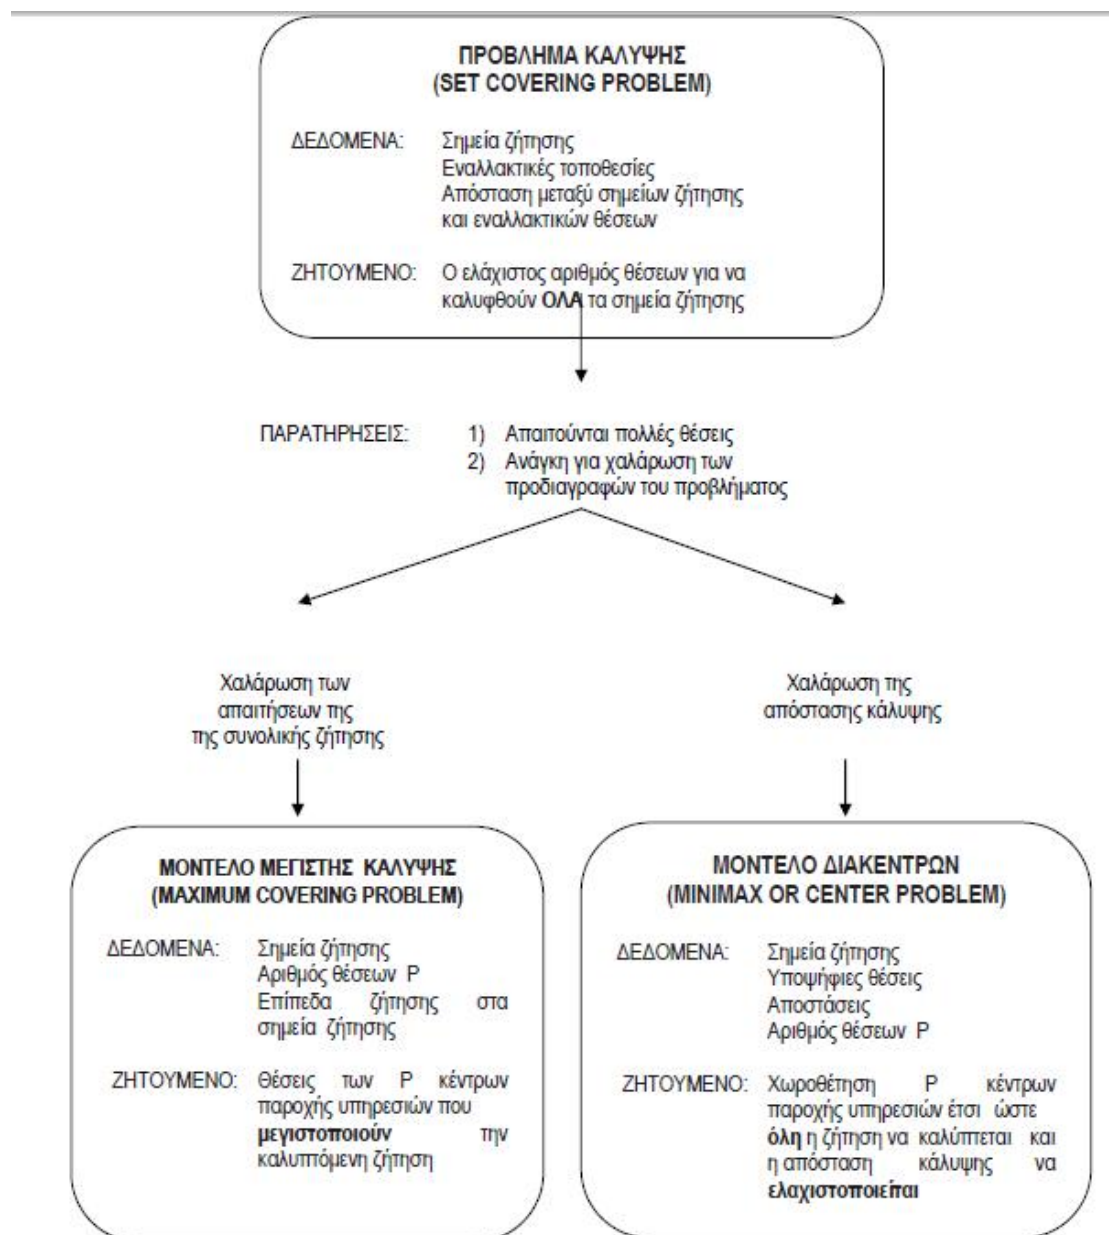 ΠΡΟΒΛΗΜΑ ΚΑΛΥΨΗΣ
(SET COVERING PROBLEM)
ΔΕΔΟΜΕΝΑ: Σημεία ζήτησης
Εναλλακτικές τοποθεσίες
Απόσταση μεταξύ σημείων ζήτησης
και εναλλακτικών θέσεων
ΖΗΤΟΥΜΕΝΟ: Ο ελάχιστος αριθμός θέσεων για να
καλυφθούν ΟΛΑ τα σημεία ζήτησης
ΠΑΡΑΤΗΡΗΣΕΙΣ: 1) Απαιτούνται πολλές θέσεις
2) Ανάγκη για χαλάρωση των
προδιαγραφών του προβλήματος
Χαλάρωση των
απαιτήσεων της
της συνολικής ζήτησης
ΜΟΝΤΕΛΟ ΜΕΓΙΣΤΗΣ ΚΑΛΥΨΗΣ
(MAXIMUM COVERING PROBLEM)
ΔΕΔΟΜΕΝΑ: Σημεία ζήτησης
Αριθμός θέσεων P
Επίπεδα ζήτησης στα
σημεία ζήτησης
ΖΗΤΟΥΜΕΝΟ: Θέσεις των P κέντρων
παροχής υπηρεσιών που
μεγιστοποιούν την
καλυπτόμενη ζήτηση
Χαλάρωση της
απόστασης κάλυψης
ΜΟΝΤΕΛΟ ΔΙΑΚΕΝΤΡΩΝ
(MINIMAX OR CENTER PROBLEM)
ΔΕΔΟΜΕΝΑ: Σημεία ζήτησης
Υποψήφιες θέσεις
Αποστάσεις
Αριθμός θέσεων P
ΖΗΤΟΥΜΕΝΟ: Χωροθέτηση P κέντρων
παροχής υπηρεσιών έτσι ώστε
όλη η ζήτηση να καλύπτεται και
η απόσταση κάλυψης να
ελαχιστοποιείται